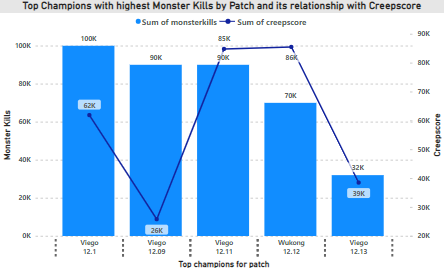 Top Champions with highest Monster Kills by Patch and its relationship with Creepscore
Sum of monsterkills Sum of creepscore
Monster Kills
100K
80K
60K
40K
20K
0K
100K
90K
90K
70K
32K
62K
26K
85K
86K
39K
90K
80K
70K
60K
50K
40K
30K
20K
Creepscore
Viego
12.1
Viego
12.09
Viego
12.11
Wukong
12.12
Viego
12.13
Top champions for patch